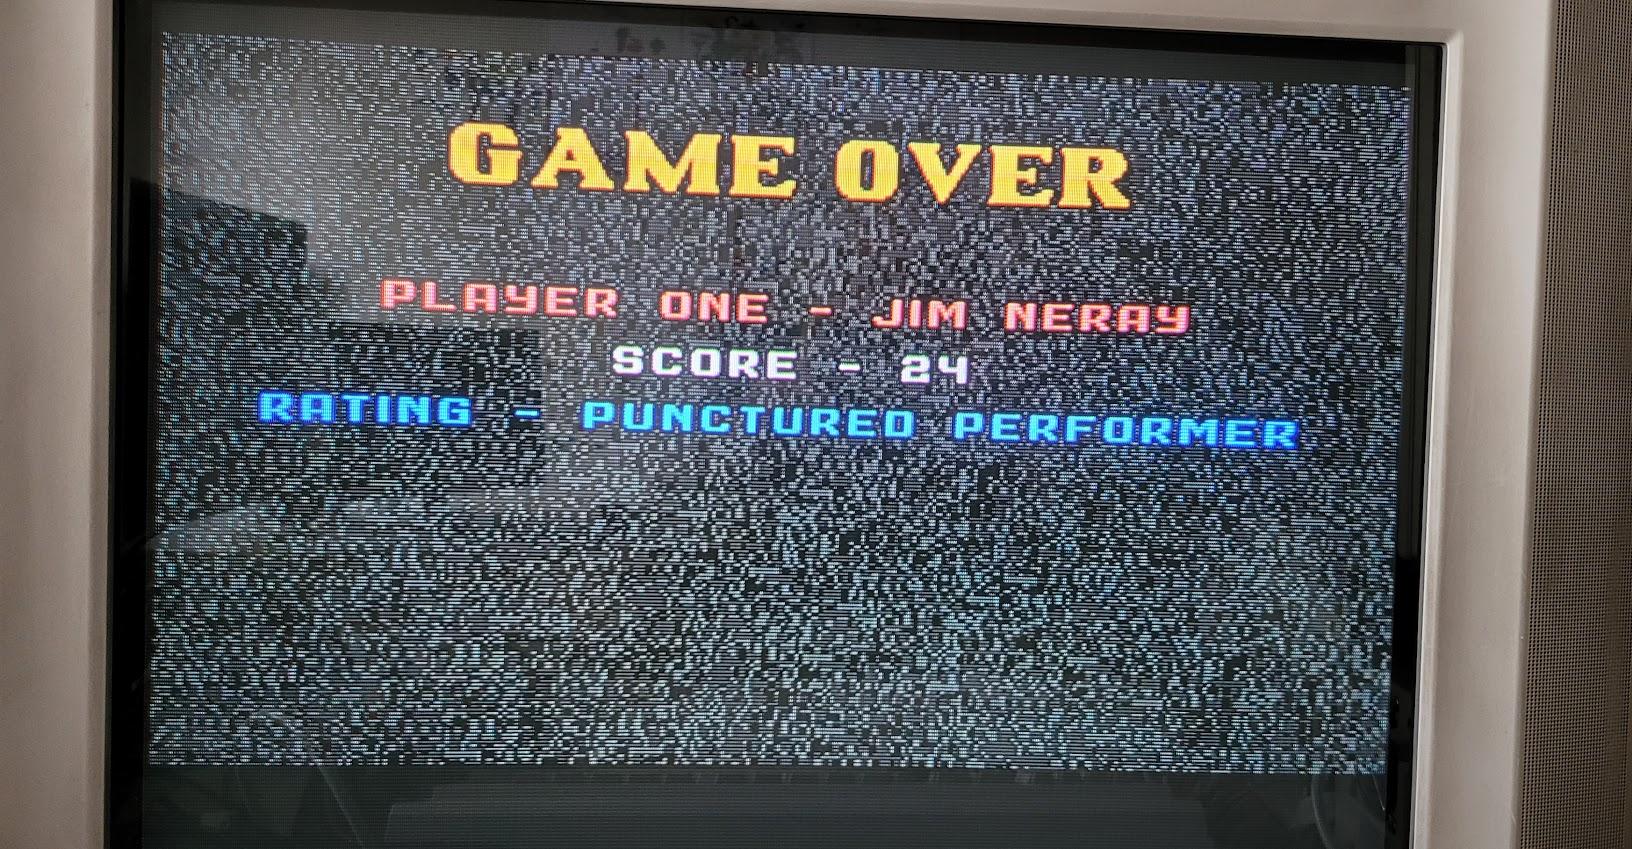 GAME OVER
PLAYER ONE - JIM NERAY
SCORE - 24
RATING - PUNCTURED PERFORMER